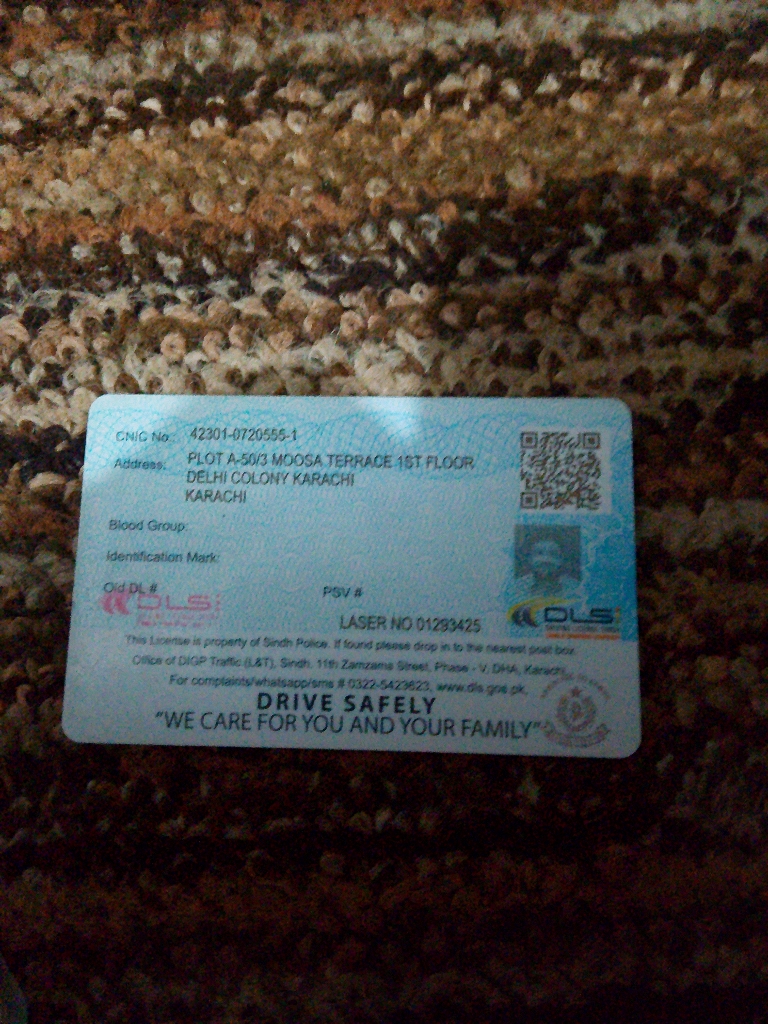 CNIC No.: 42301-0720555-1
Address: PLOT A-50/3 MOOSA TERRACE 1ST FLOOR
DELHI COLONY KARACHI
KARACHI
Blood Group:
Identification Mark:
Old DL #
PSV #
DLS
DLS
LASER NO 01293425
This License is property of Sindh Police. If found please drop in to the nearest post box.
Office of DIGP Traffic (L&T), Sindh, 11th Zamzama Street, Phase - V, DHA, Karachi.
For complaints/whatsapp/sms # 0322-5423623, www.dls.gos.pk,
DRIVE SAFELY
"WE CARE FOR YOU AND YOUR FAMILY"